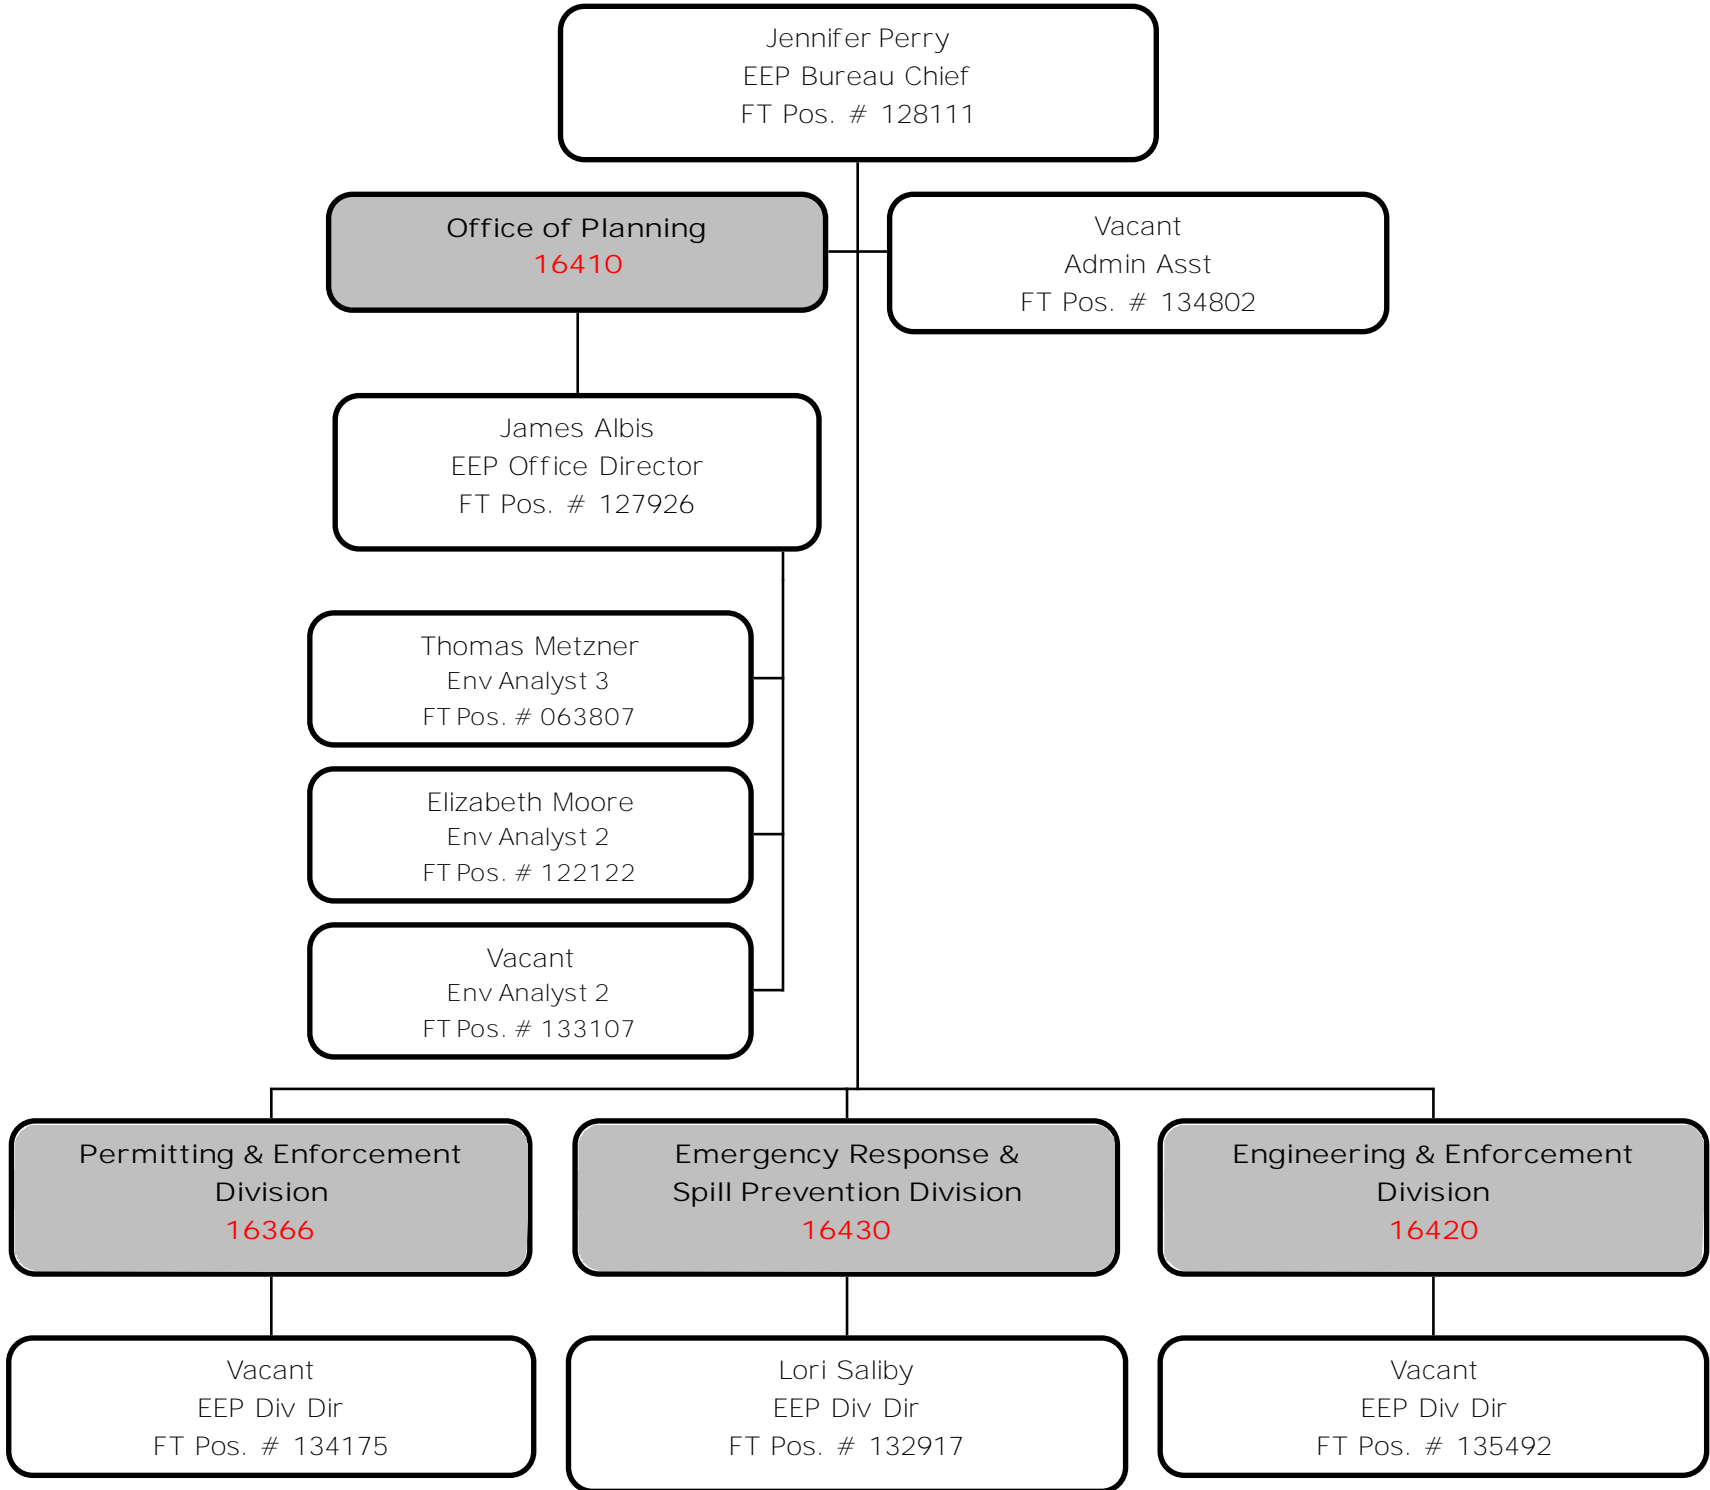 Jennifer Perry
EEP Bureau Chief
FT Pos. # 128111
Office of Planning
16410
Vacant
Admin Asst
FT Pos. # 134802
James Albis
EEP Office Director
FT Pos. # 127926
Thomas Metzner
Env Analyst 3
FT Pos. # 063807
Elizabeth Moore
Env Analyst 2
FT Pos. # 122122
Vacant
Env Analyst 2
FT Pos. # 133107
Permitting & Enforcement
Division
16366
Emergency Response &
Spill Prevention Division
16430
Engineering & Enforcement
Division
16420
Vacant
EEP Div Dir
FT Pos. # 134175
Lori Saliby
EEP Div Dir
FT Pos. # 132917
Vacant
EEP Div Dir
FT Pos. # 135492